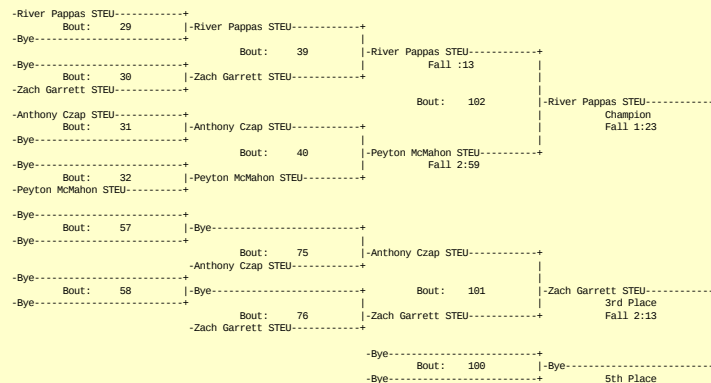 -River Pappas STEU-----------+
Bout: 29 |-River Pappas STEU-----------+
-Bye-------------------------+ |
Bout: 39 |-River Pappas STEU-----------+
-Bye-------------------------+ | Fall :13 |
Bout: 30 |-Zach Garrett STEU-----------+ |
-Zach Garrett STEU-----------+ |
Bout: 102 |-River Pappas STEU-----------
-Anthony Czap STEU-----------+ | Champion
Bout: 31 |-Anthony Czap STEU-----------+ | Fall 1:23
-Bye-------------------------+ | |
Bout: 40 |-Peyton McMahon STEU---------+
-Bye-------------------------+ | Fall 2:59
Bout: 32 |-Peyton McMahon STEU---------+
-Peyton McMahon STEU---------+
-Bye-------------------------+
Bout: 57 |-Bye-------------------------+
-Bye-------------------------+ |
Bout: 75 |-Anthony Czap STEU-----------+
-Anthony Czap STEU-----------+ |
-Bye-------------------------+ |
Bout: 58 |-Bye-------------------------+ Bout: 101 |-Zach Garrett STEU-----------
-Bye-------------------------+ | | 3rd Place
Bout: 76 |-Zach Garrett STEU-----------+ Fall 2:13
-Zach Garrett STEU-----------+
-Bye-------------------------+
Bout: 100 |-Bye-------------------------
-Bye-------------------------+ 5th Place